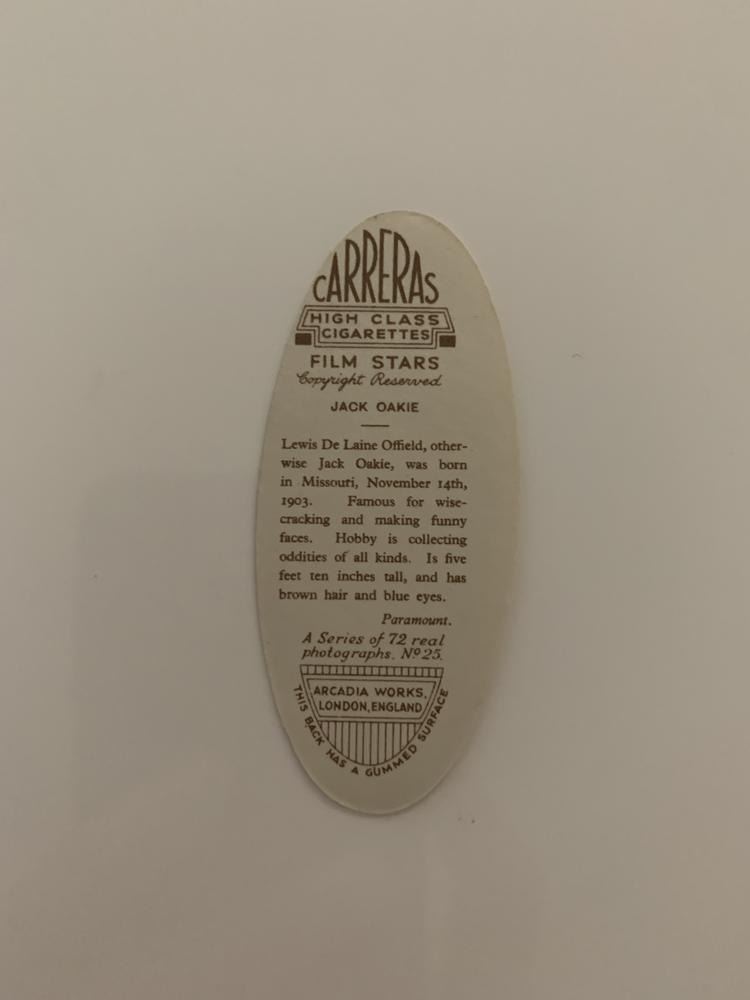 CARRERAS
HIGH CLASS
CIGARETTES
FILM STARS
Copyright Reserved
JACK OAKIE
Lewis De Laine Offield, other-
wise Jack Oakie, was born
in Missouri, November 14th,
1903. Famous for wise-
cracking and making funny
faces. Hobby is collecting
oddities of all kinds. Is five
feet ten inches tall, and has
brown hair and blue eyes.
Paramount.
A Series of 72 real
photographs. Nº 25.
ARCADIA WORKS,
LONDON, ENGLAND
THIS BACK HAS A GUMMED SURFACE